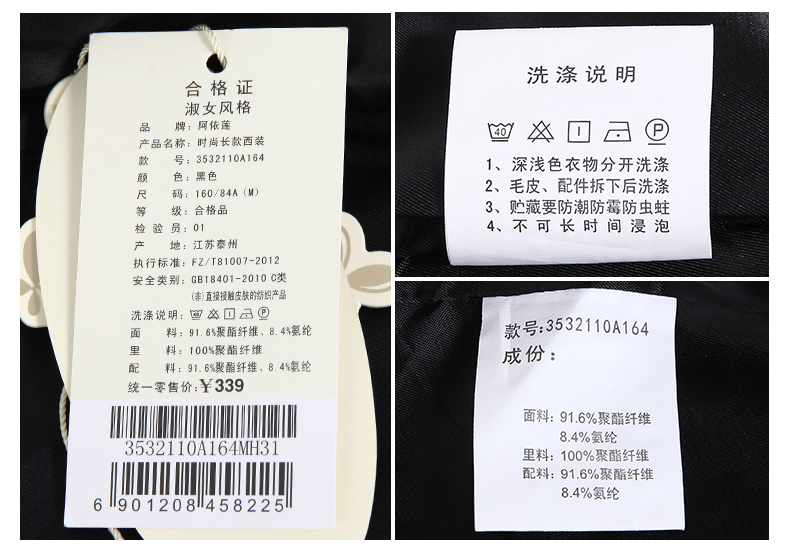 合格证
淑女风格
品 牌：阿依莲
产品名称：时尚长款西装
款 号：3532110A164
颜 色：黑色
尺 码：160/84A（M）
等 级：合格品
检 验 员：01
产 地：江苏泰州
执行标准：FZ/T81007-2012
安全类别：GB18401-2010 C类
（非）直接接触皮肤的纺织产品
洗涤说明：40 P
面 料：91.6%聚酯纤维、8.4%氨纶
里 料：100%聚酯纤维
配 料：91.6%聚酯纤维、8.4%氨纶
统一零售价：￥339
3532110A164MH31
6 901208 458225
洗涤说明
40 P
1、深浅色衣物分开洗涤
2、毛皮、配件拆下后洗涤
3、贮藏要防潮防霉防虫蛀
4、不可长时间浸泡
款号:3532110A164
成份：
面料：91.6%聚酯纤维
8.4%氨纶
里料：100%聚酯纤维
配料：91.6%聚酯纤维
8.4%氨纶